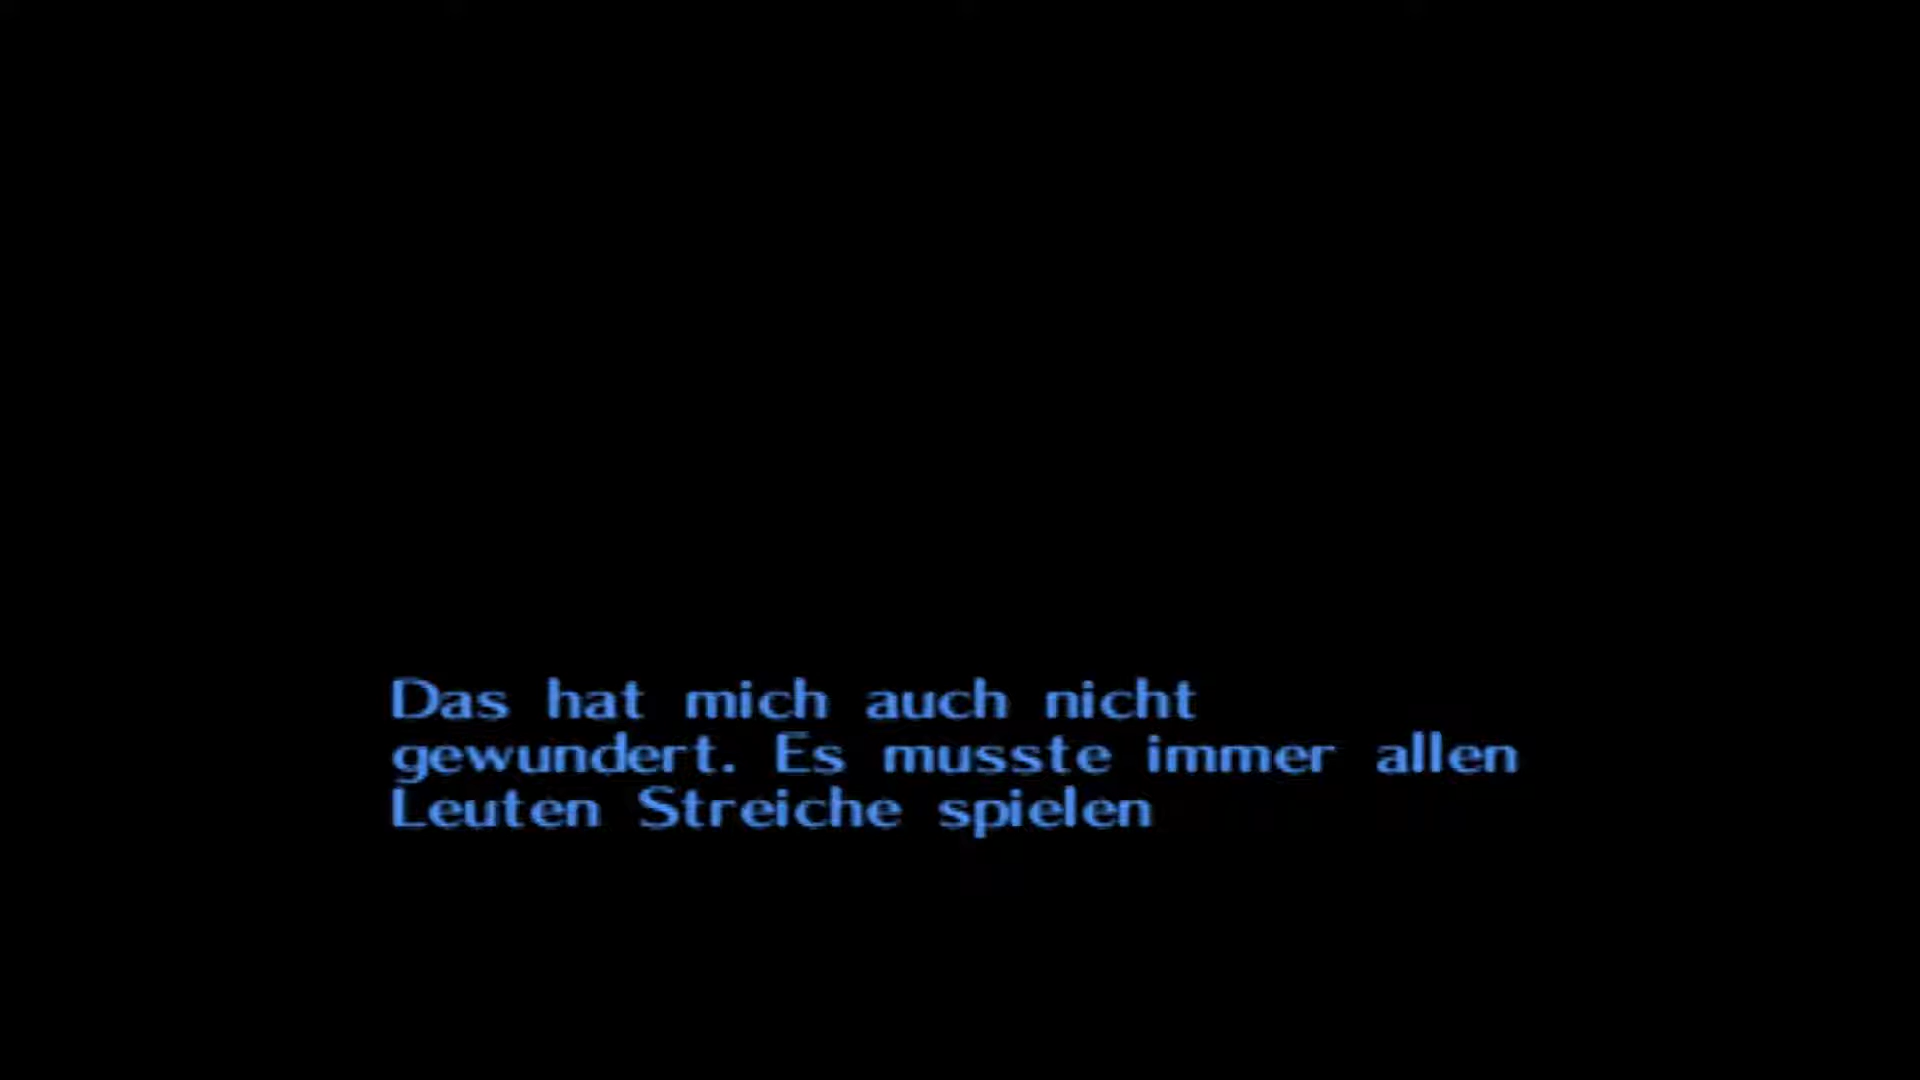 Das hat mich auch nicht
gewundert. Es musste immer allen
Leuten Streiche spielen